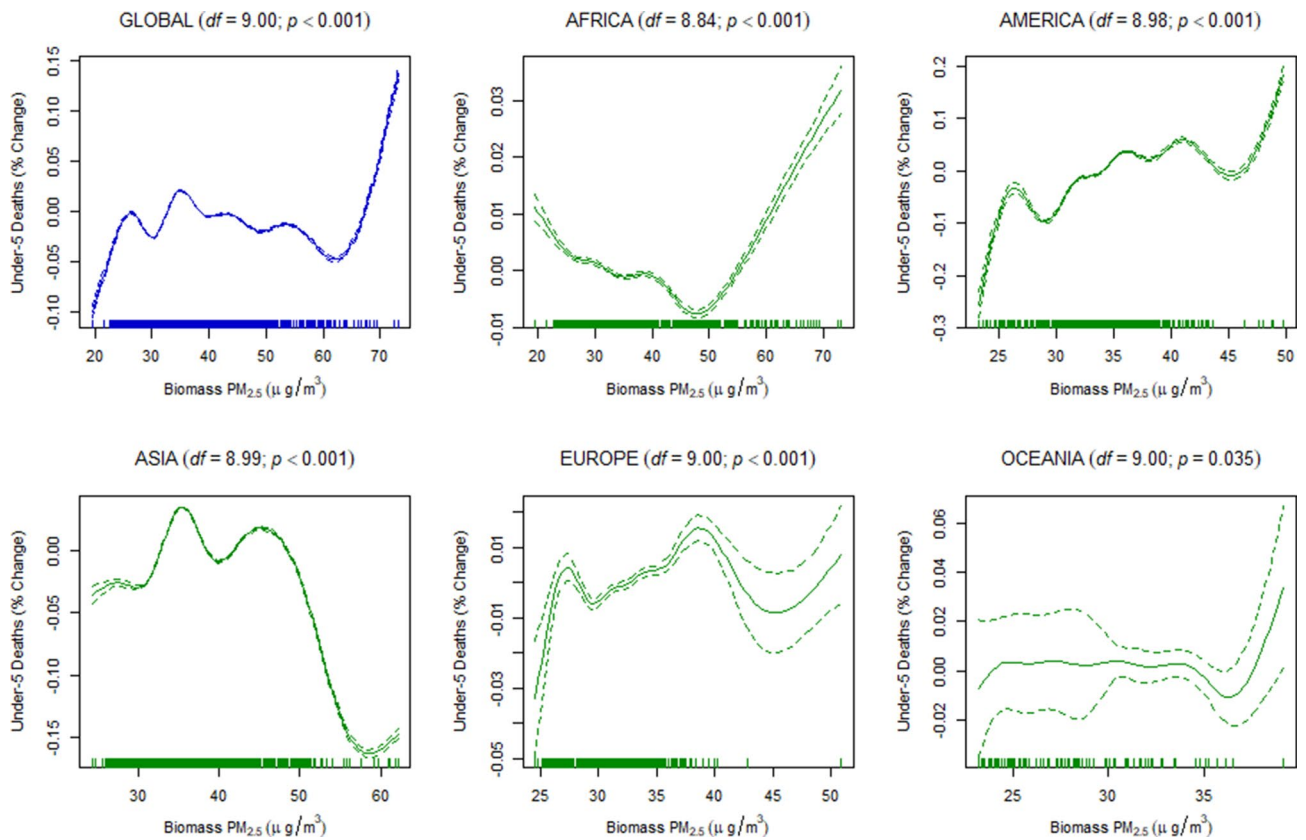 GLOBAL (df = 9.00; p < 0.001)
Under-5 Deaths (% Change)
0.15
0.10
0.05
0.00
-0.05
-0.10
20 30 40 50 60 70
Biomass PM2.5 (μ g/m3)
AFRICA (df = 8.84; p < 0.001)
Under-5 Deaths (% Change)
0.03
0.02
0.01
0.00
-0.01
20 30 40 50 60 70
Biomass PM2.5 (μ g/m3)
AMERICA (df = 8.98; p < 0.001)
Under-5 Deaths (% Change)
0.2
0.1
0.0
-0.1
-0.2
-0.3
25 30 35 40 45 50
Biomass PM2.5 (μ g/m3)
ASIA (df = 8.99; p < 0.001)
Under-5 Deaths (% Change)
0.00
-0.05
-0.10
-0.15
30 40 50 60
Biomass PM2.5 (μ g/m3)
EUROPE (df = 9.00; p < 0.001)
Under-5 Deaths (% Change)
0.01
-0.01
-0.03
-0.05
25 30 35 40 45 50
Biomass PM2.5 (μ g/m3)
OCEANIA (df = 9.00; p = 0.035)
Under-5 Deaths (% Change)
0.06
0.04
0.02
0.00
-0.02
25 30 35
Biomass PM2.5 (μ g/m3)